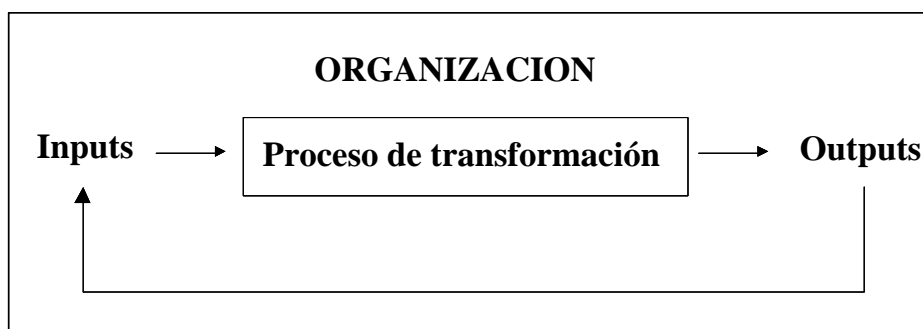 ORGANIZACION
Inputs
Proceso de transformación
Outputs